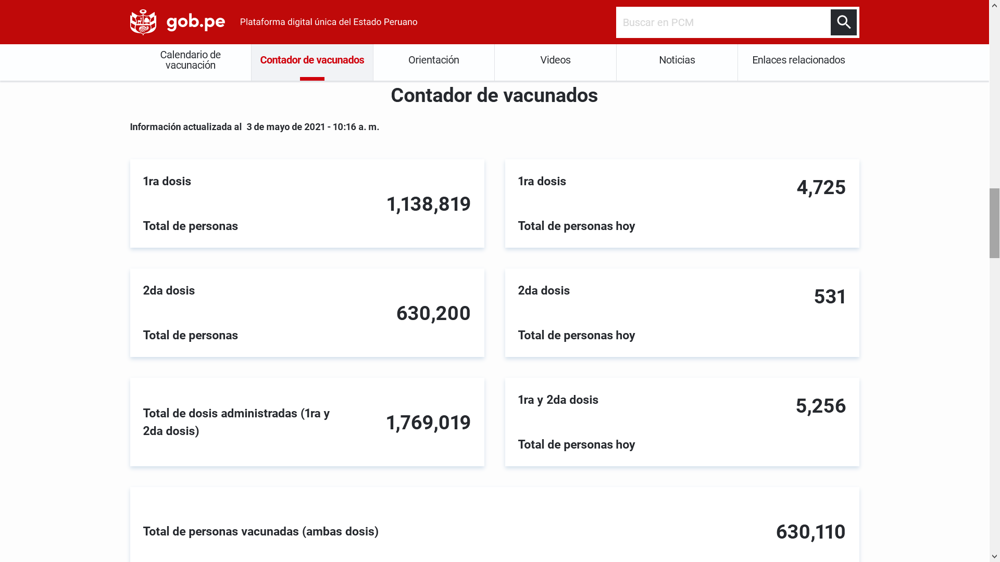 gob.pe
Plataforma digital única del Estado Peruano
Buscar en PCM
Calendario de
vacunación
Contador de vacunados
Orientación
Videos
Noticias
Enlaces relacionados
Contador de vacunados
Información actualizada al 3 de mayo de 2021 - 10:16 a. m.
1ra dosis
1,138,819
Total de personas
1ra dosis
4,725
Total de personas hoy
2da dosis
630,200
Total de personas
2da dosis
531
Total de personas hoy
Total de dosis administradas (1ra y
2da dosis)
1,769,019
1ra y 2da dosis
5,256
Total de personas hoy
Total de personas vacunadas (ambas dosis)
630,110